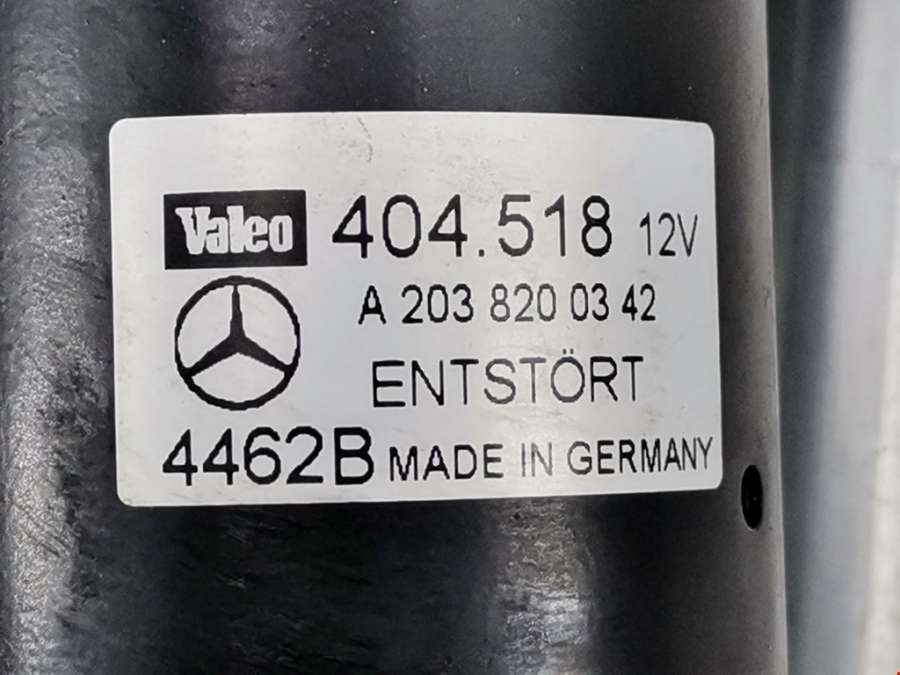 Valeo 404.518 12V
A 203 820 03 42
ENTSTÖRT
4462B MADE IN GERMANY